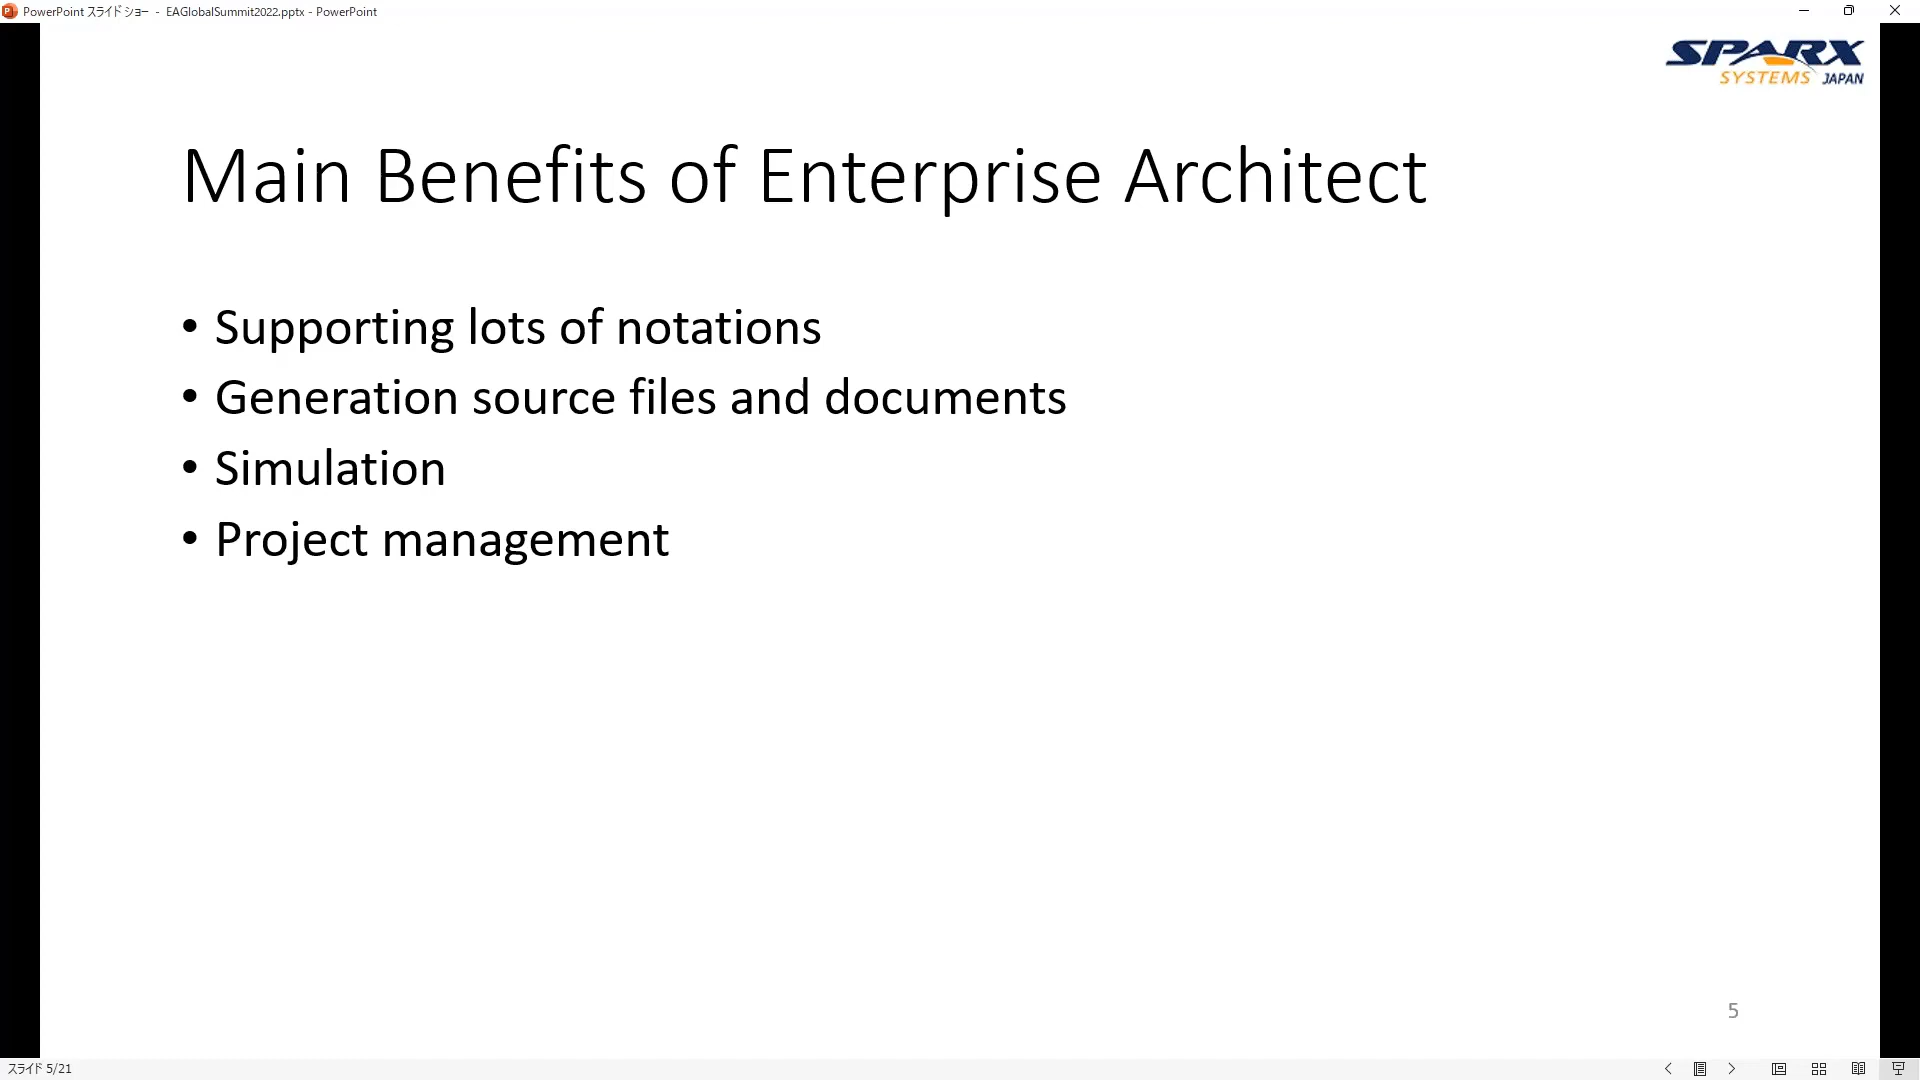 PowerPoint スライド ショー - EAGlobalSummit2022.pptx - PowerPoint
SPARX
SYSTEMS JAPAN
Main Benefits of Enterprise Architect
• Supporting lots of notations
• Generation source files and documents
• Simulation
• Project management
5
スライド 5/21